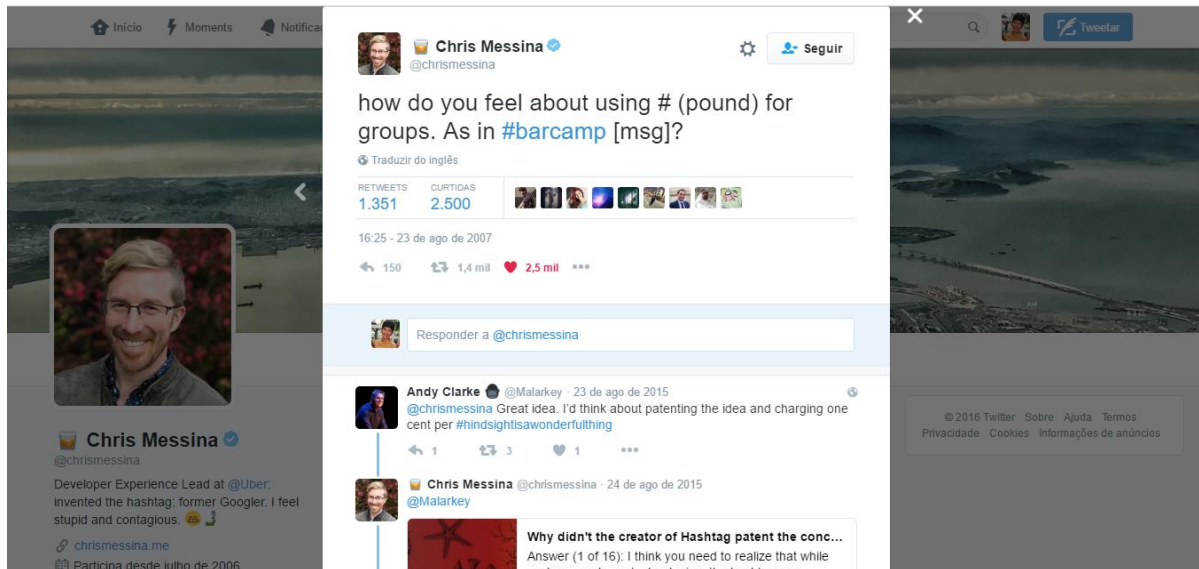 Início
Moments
Notifica
Tweetar
Chris Messina
@chrismessina
Seguir
how do you feel about using # (pound) for
groups. As in #barcamp [msg]?
Traduzir do inglês
RETWEETS CURTIDAS
1.351 2.500
16:25 - 23 de ago de 2007
150 1,4 mil 2,5 mil
Responder a @chrismessina
Andy Clarke @Malarkey · 23 de ago de 2015
@chrismessina Great idea. I'd think about patenting the idea and charging one
cent per #hindsightisawonderfulthing
1 3 1
Chris Messina @chrismessina · 24 de ago de 2015
@Malarkey
Why didn't the creator of Hashtag patent the conc...
Answer (1 of 16): I think you need to realize that while
Chris Messina
@chrismessina
Developer Experience Lead at @Uber;
invented the hashtag; former Googler. I feel
stupid and contagious.
chrismessina.me
Participa desde julho de 2006
© 2016 Twitter Sobre Ajuda Termos
Privacidade Cookies Informações de anúncios